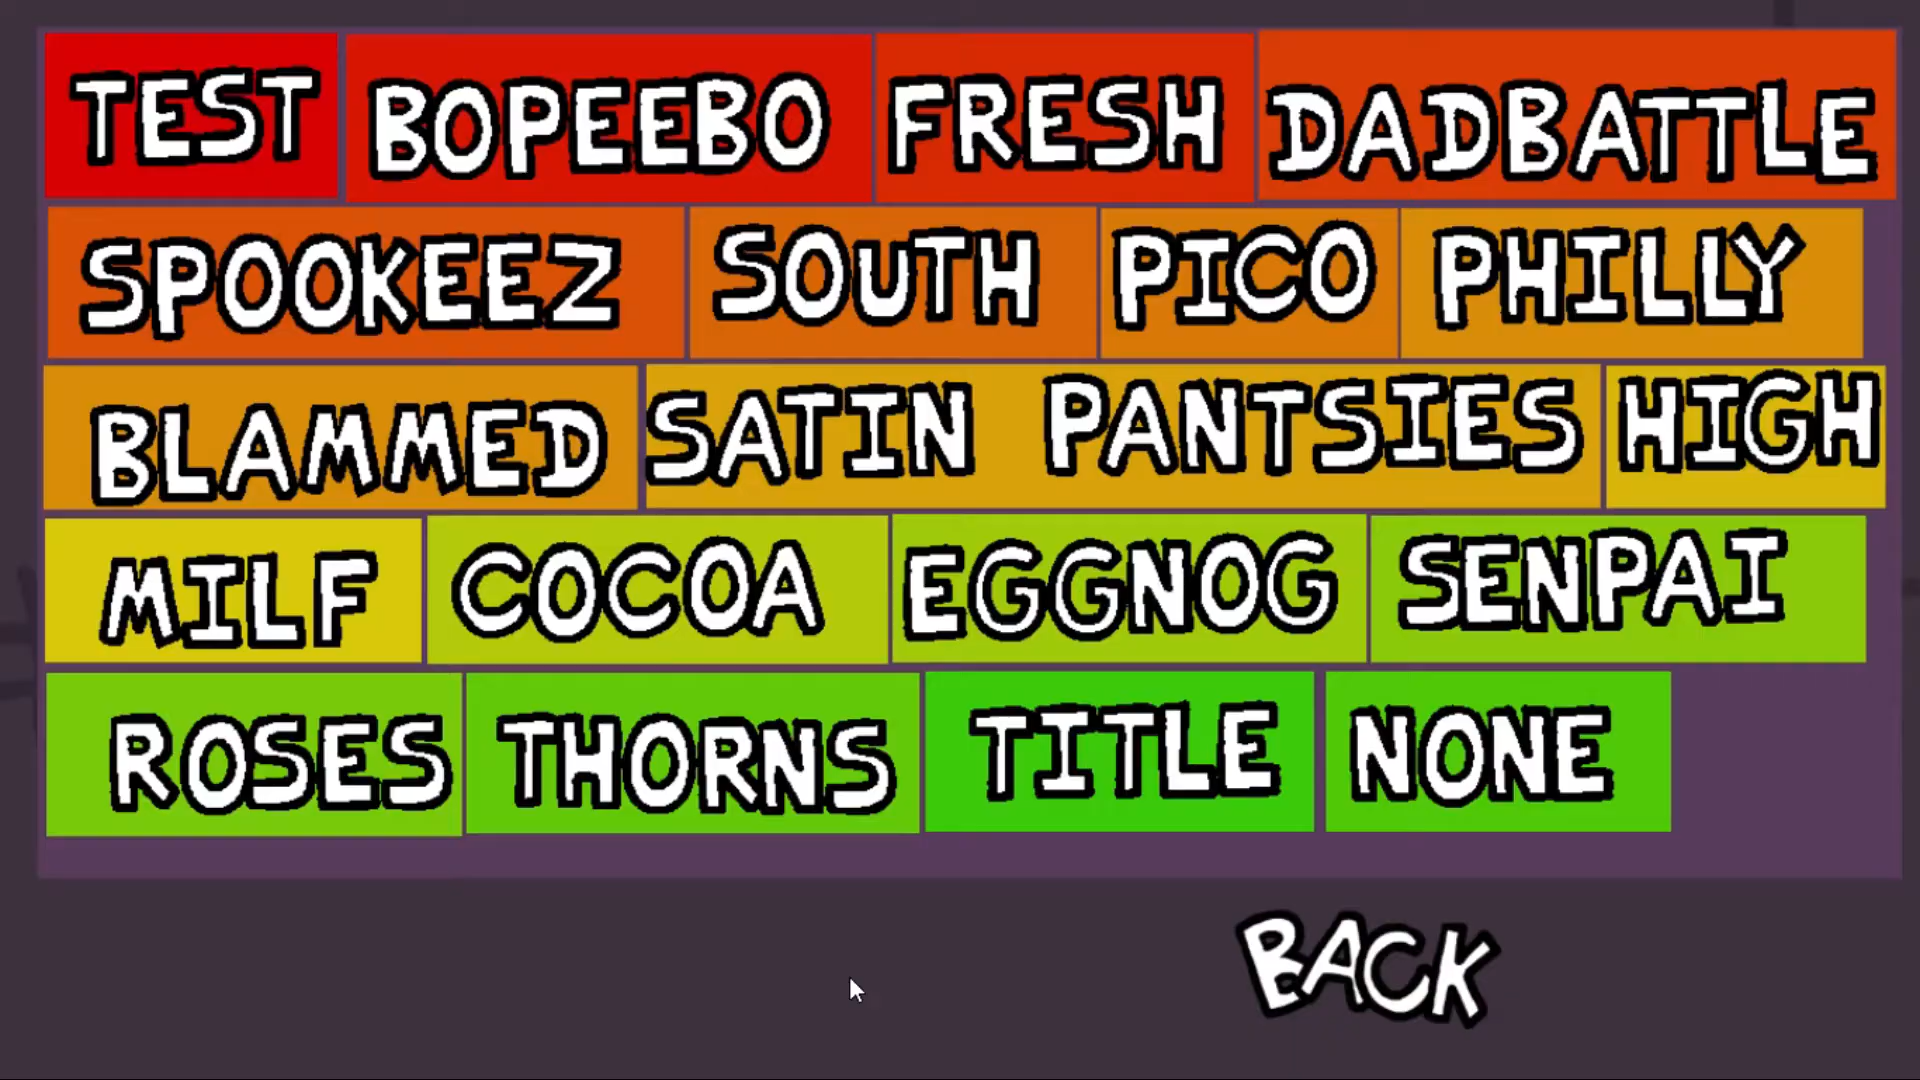 TEST BOPEEBO FRESH DADBATTLE
SPOOKEEZ SOUTH PICO PHILLY
BLAMMED SATIN PANTSIES HIGH
MILF COCOA EGGNOG SENPAI
ROSES THORNS TITLE NONE
BACK